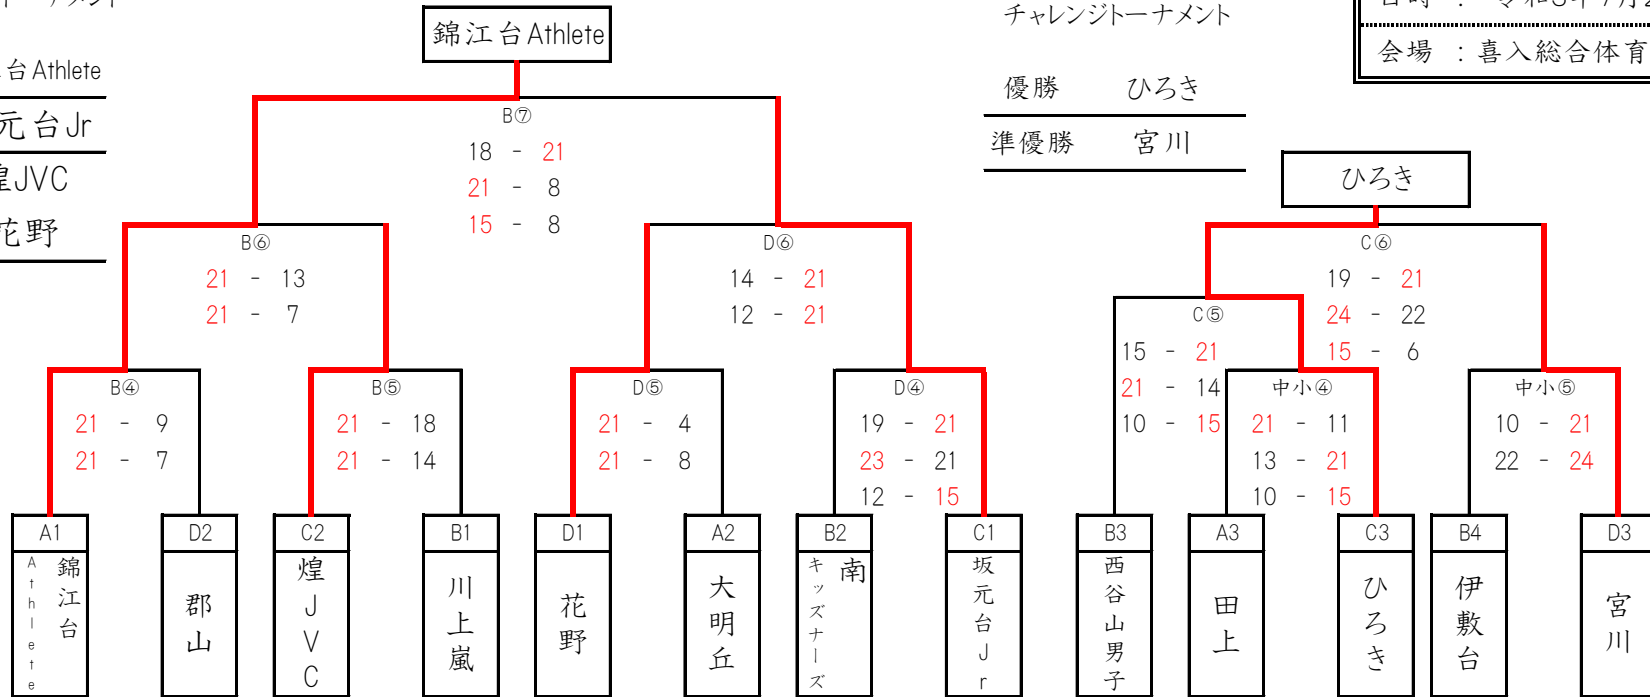 錦江台Athlete
チャレンジトーナメント
会場 ：喜入総合体育
台Athlete
元台Jr
JVC
花野
優勝 ひろき
準優勝 宮川
ひろき
B⑦
18 - 21
21 - 8
15 - 8
B⑥
21 - 13
21 - 7
D⑥
14 - 21
12 - 21
C⑥
19 - 21
24 - 22
15 - 6
C⑤
15 - 21
21 - 14
10 - 15
B④
21 - 9
21 - 7
B⑤
21 - 18
21 - 14
D⑤
21 - 4
21 - 8
D④
19 - 21
23 - 21
12 - 15
中小④
21 - 11
13 - 21
10 - 15
中小⑤
10 - 21
22 - 24
A1
錦江台
Athlete
D2
郡山
C2
煌JVC
B1
川上嵐
D1
花野
A2
大明丘
B2
南
キッズナーズ
C1
坂元台Jr
B3
西谷山男子
A3
田上
C3
ひろき
B4
伊敷台
D3
宮川